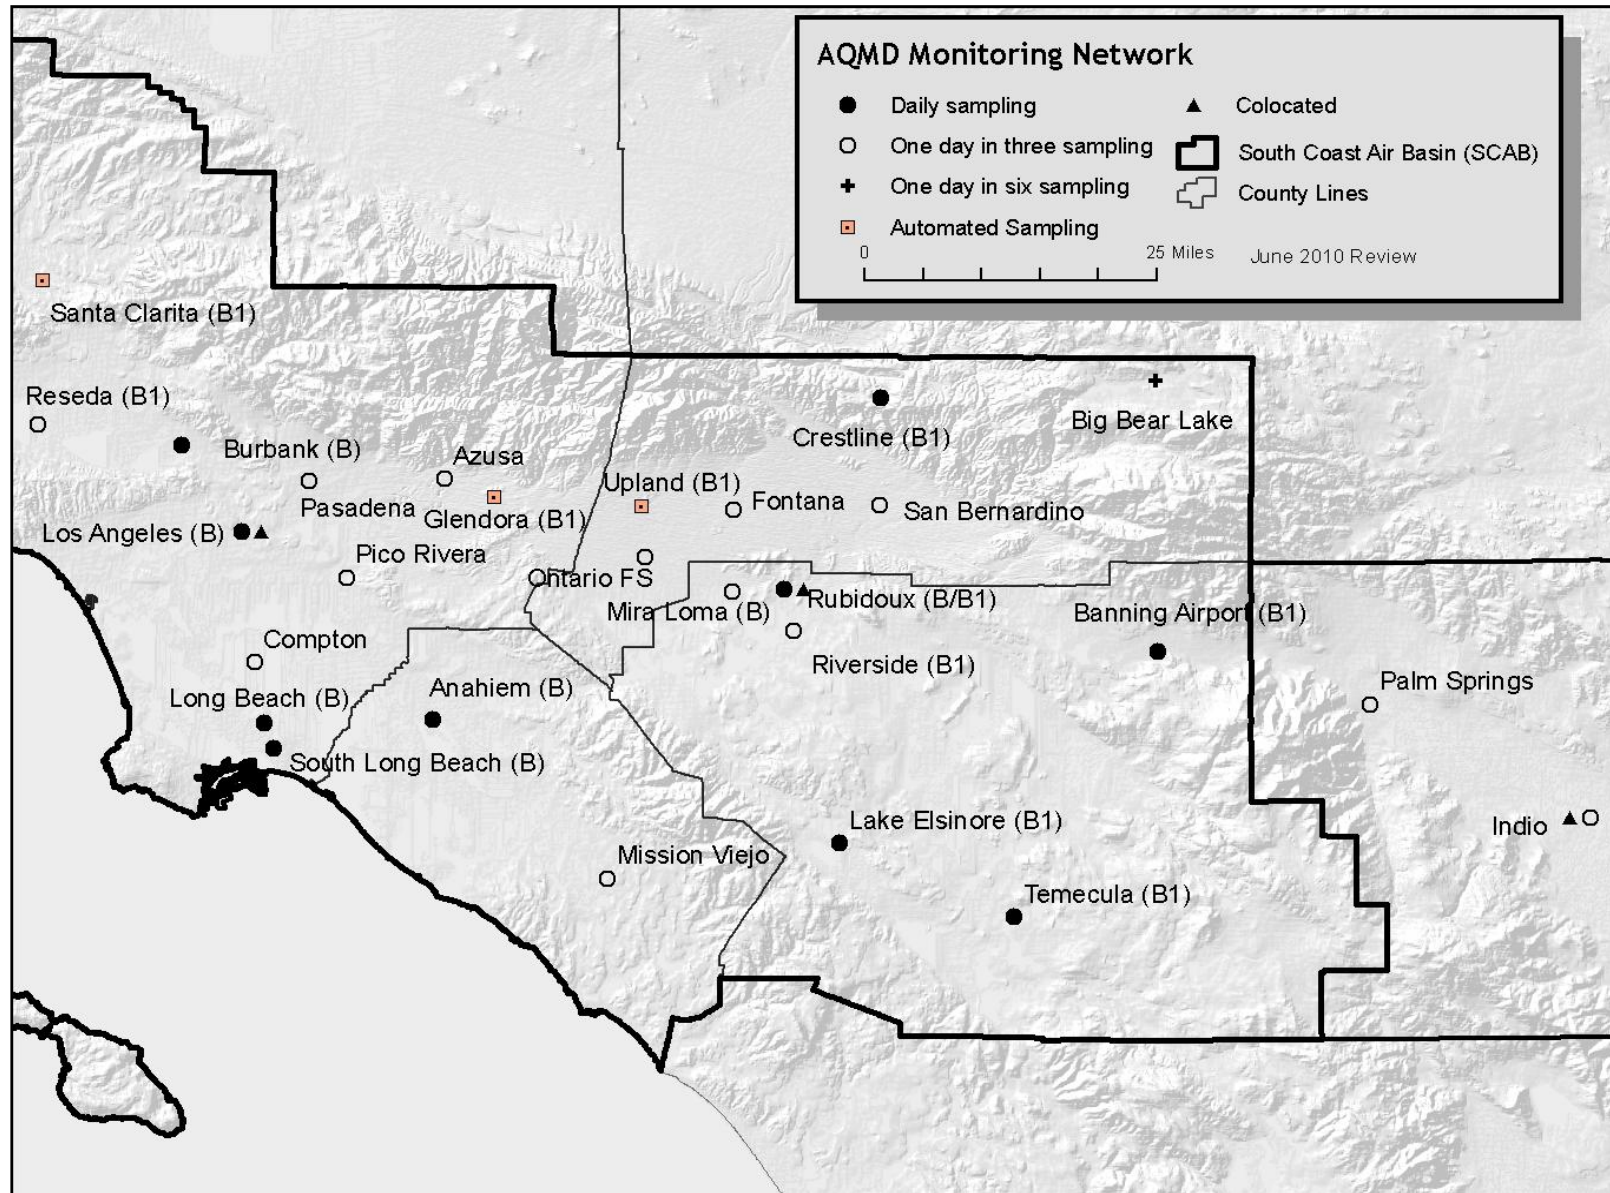 AQMD Monitoring Network
Daily sampling
Colocated
One day in three sampling
South Coast Air Basin (SCAB)
One day in six sampling
County Lines
Automated Sampling
0
25 Miles
June 2010 Review
Santa Clarita (B1)
Reseda (B1)
Burbank (B)
Azusa
Crestline (B1)
Big Bear Lake
Pasadena
Glendora (B1)
Upland (B1)
Fontana
San Bernardino
Los Angeles (B)
Pico Rivera
Ontario FS
Mira Loma (B)
Rubidoux (B/B1)
Banning Airport (B1)
Compton
Riverside (B1)
Long Beach (B)
Anahiem (B)
Palm Springs
South Long Beach (B)
Lake Elsinore (B1)
Indio
Mission Viejo
Temecula (B1)